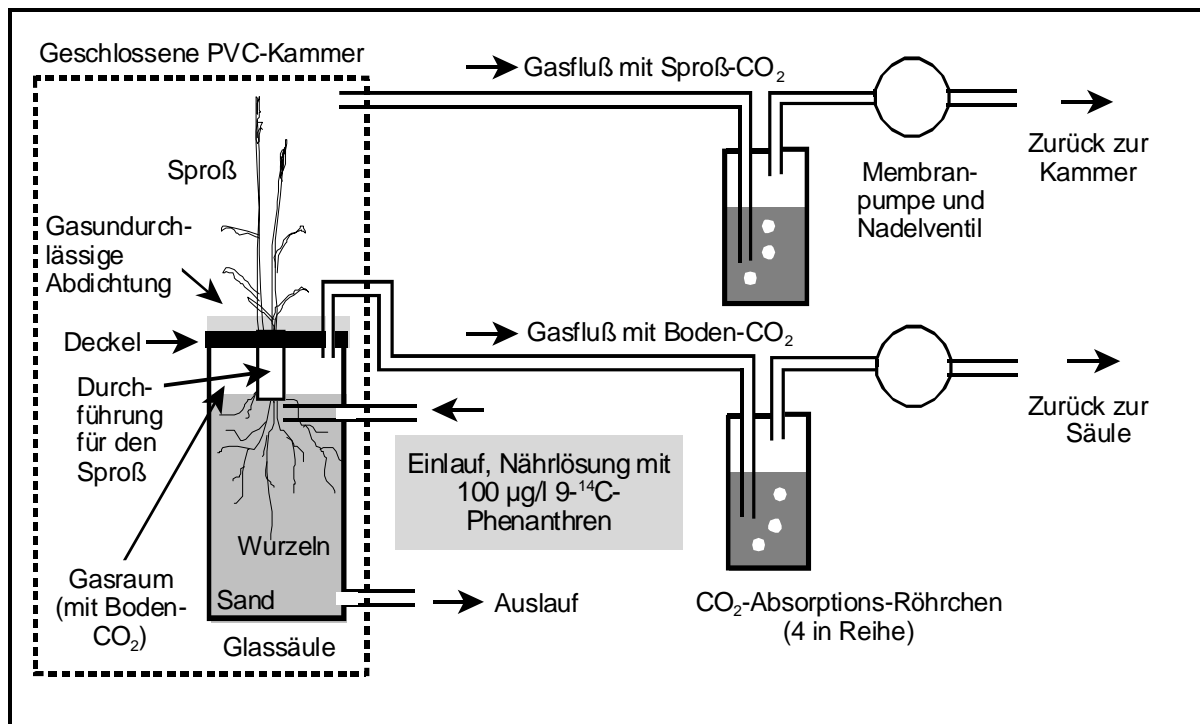 Geschlossene PVC-Kammer
Gasfluß mit Sproß-CO₂
Zurück zur
Kammer
Sproß
Membran-
pumpe und
Nadelventil
Gasundurch-
lässige
Abdichtung
Gasfluß mit Boden-CO₂
Deckel
Durch-
führung
für den
Sproß
Zurück zur
Säule
Einlauf, Nährlösung mit
100 µg/l 9-¹⁴C-
Phenanthren
Wurzeln
Gasraum
(mit Boden-
CO₂)
Sand
Auslauf
CO₂-Absorptions-Röhrchen
(4 in Reihe)
Glassäule